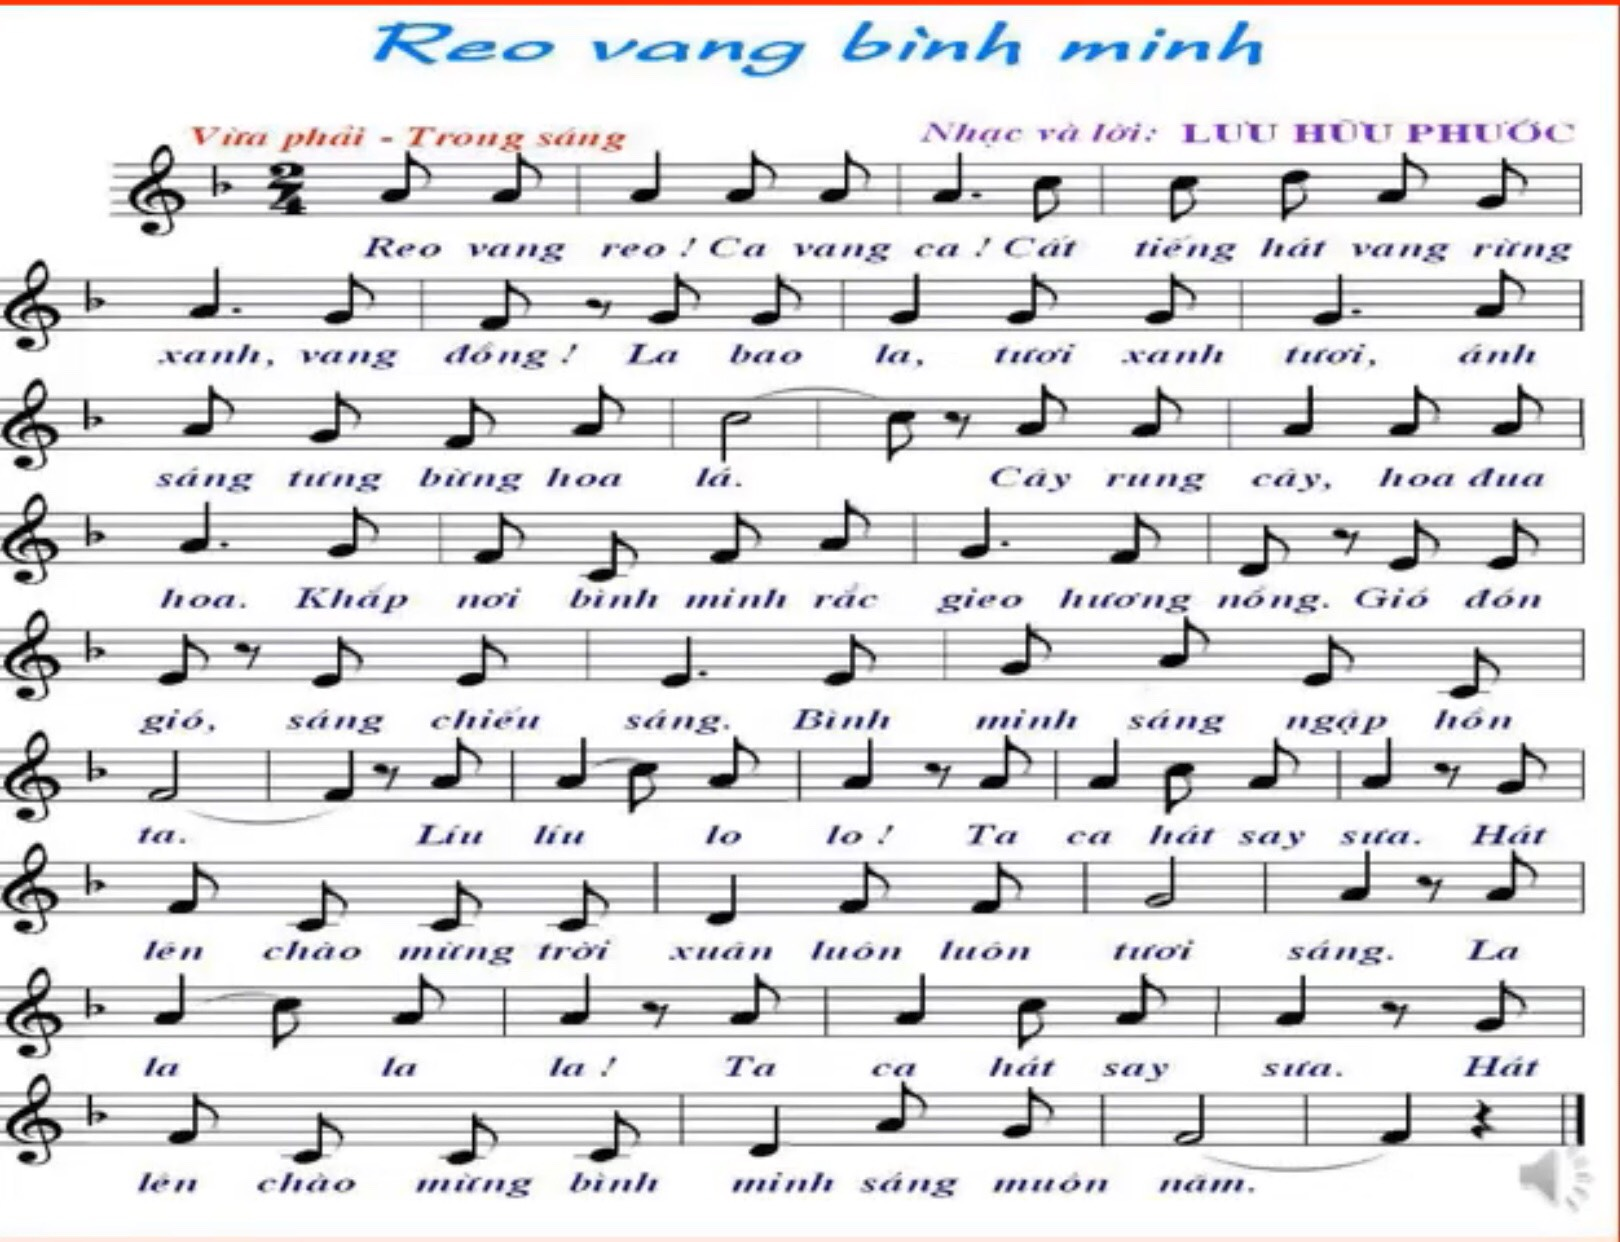 Reo vang bình minh
Vừa phải - Trong sáng
Nhạc và lời: LƯU HỮU PHƯỚC
2
4
Reo vang reo ! Ca vang ca ! Cất tiếng hát vang rừng
xanh, vang đồng ! La bao la, tươi xanh tươi, ánh
sáng tưng bừng hoa lá. Cây rung cây, hoa đua
hoa. Khắp nơi bình minh rắc gieo hương nồng. Gió đón
gió, sáng chiếu sáng. Bình minh sáng ngập hồn
ta. Líu líu lo lo ! Ta ca hát say sưa. Hát
lên chào mừng trời xuân luôn luôn tươi sáng. La
la la la ! Ta ca hát say sưa. Hát
lên chào mừng bình minh sáng muôn năm.